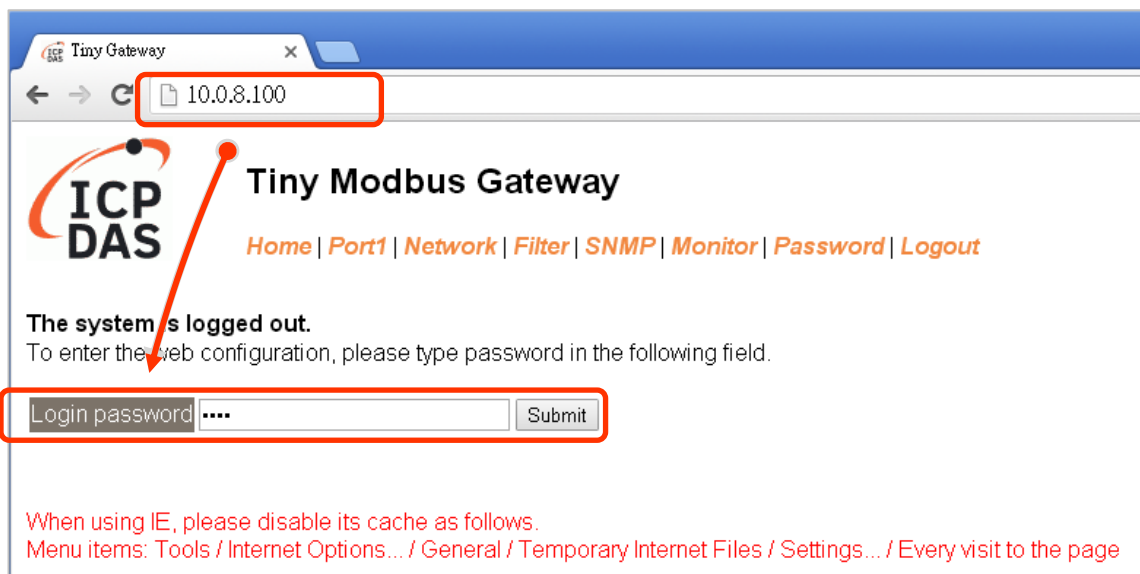 ICP DAS Tiny Gateway
10.0.8.100
ICP
DAS
Tiny Modbus Gateway
Home | Port1 | Network | Filter | SNMP | Monitor | Password | Logout
The system is logged out.
To enter the web configuration, please type password in the following field.
Login password •••• Submit
When using IE, please disable its cache as follows.
Menu items: Tools / Internet Options... / General / Temporary Internet Files / Settings... / Every visit to the page